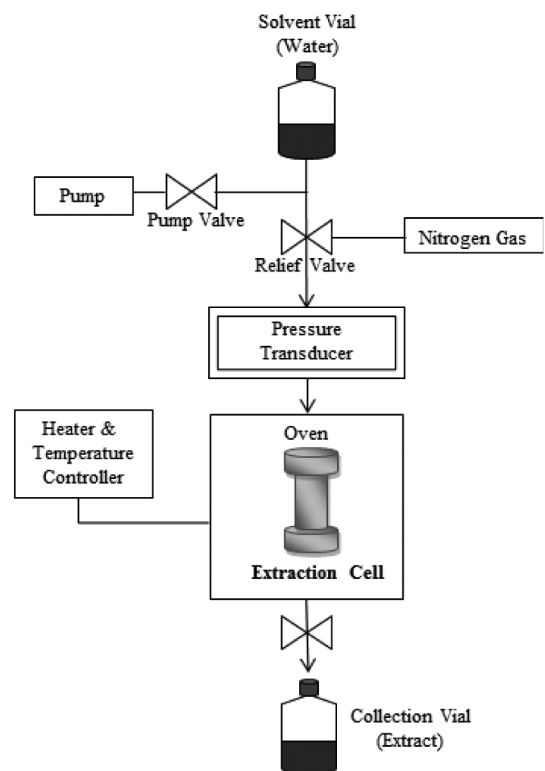 Solvent Vial
(Water)
Pump
Pump Valve
Nitrogen Gas
Relief Valve
Pressure
Transducer
Heater &
Temperature
Controller
Oven
Extraction Cell
Collection Vial
(Extract)